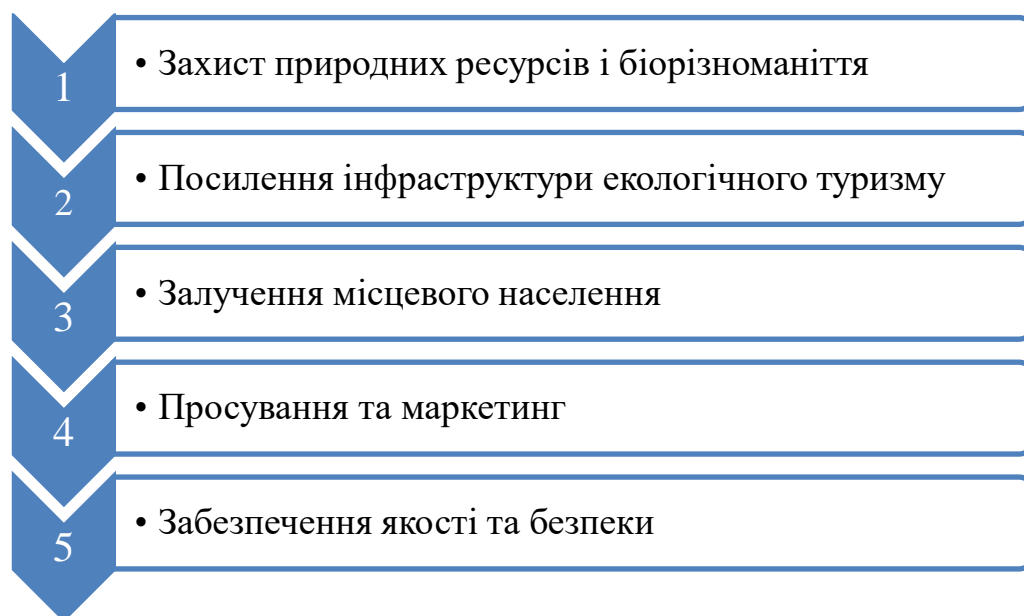 1
• Захист природних ресурсів і біорізноманіття
2
• Посилення інфраструктури екологічного туризму
3
• Залучення місцевого населення
4
• Просування та маркетинг
5
• Забезпечення якості та безпеки